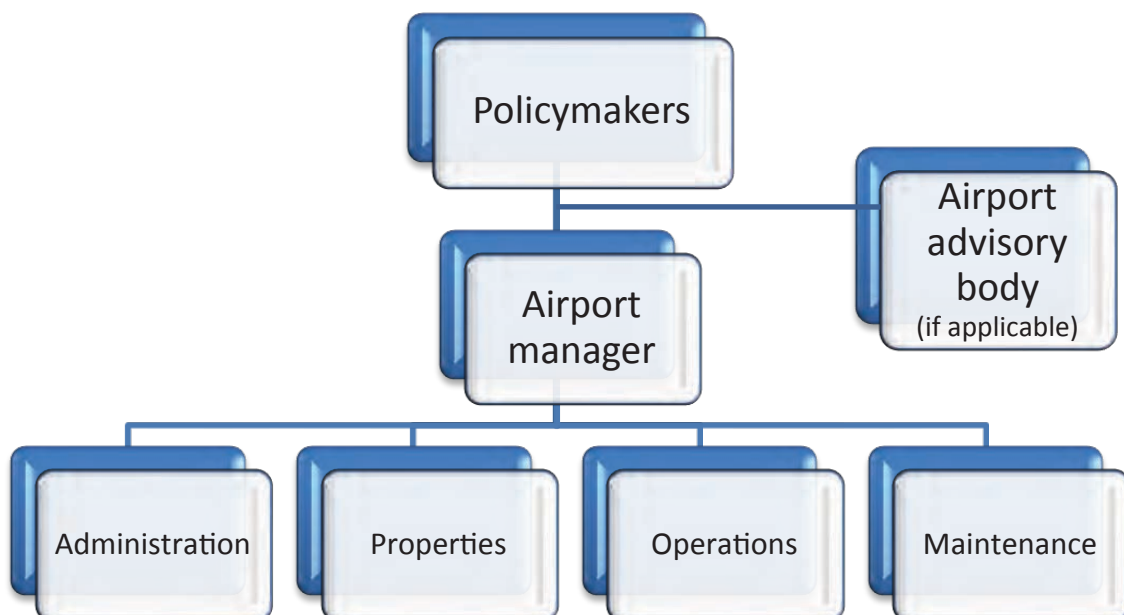 Policymakers
Airport
advisory
body
(if applicable)
Airport
manager
Administration
Properties
Operations
Maintenance